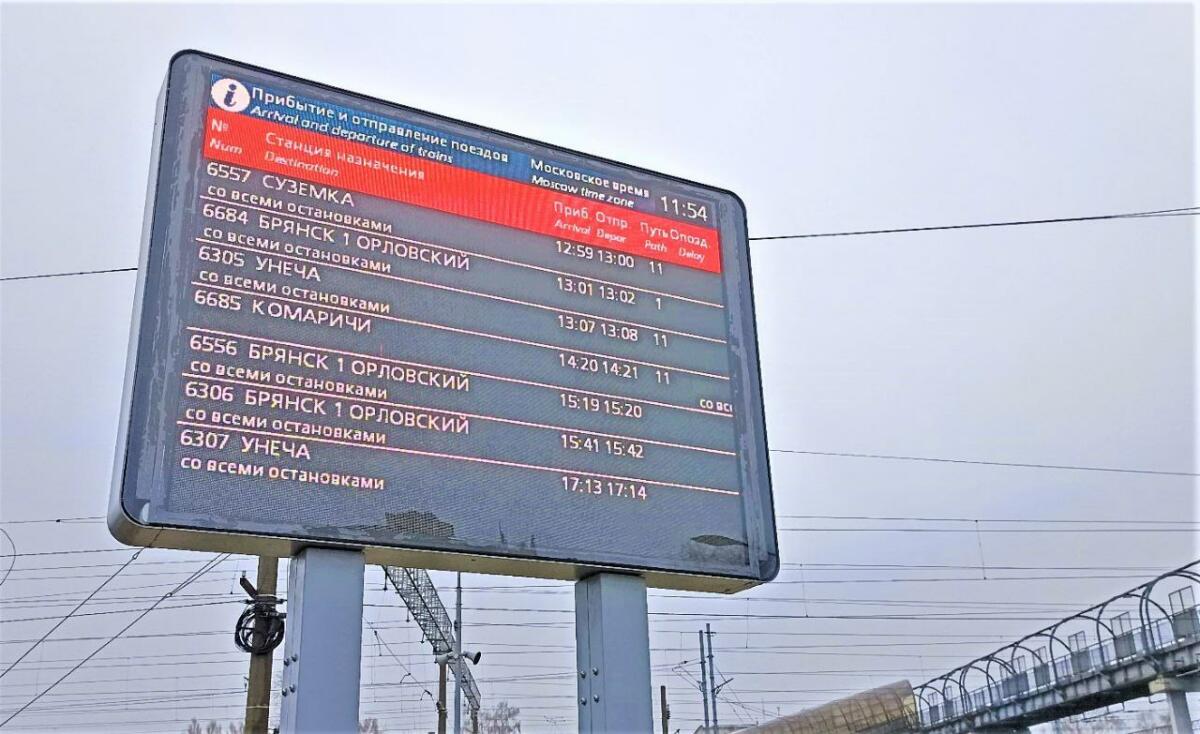 i Прибытие и отправление поездов
Arrival and departure of trains
Московское время 11:54
Moscow time zone
№ Станция назначения Приб. Отпр. Путь Опозд.
Num Destination Arrival Depar Path Delay
6557 СУЗЕМКА 12:59 13:00 11
со всеми остановками
6684 БРЯНСК 1 ОРЛОВСКИЙ 13:01 13:02 1
со всеми остановками
6305 УНЕЧА 13:07 13:08 11
со всеми остановками
6685 КОМАРИЧИ 14:20 14:21 11
со вс
6556 БРЯНСК 1 ОРЛОВСКИЙ 15:19 15:20
со всеми остановками
6306 БРЯНСК 1 ОРЛОВСКИЙ 15:41 15:42
со всеми остановками
6307 УНЕЧА 17:13 17:14
со всеми остановками